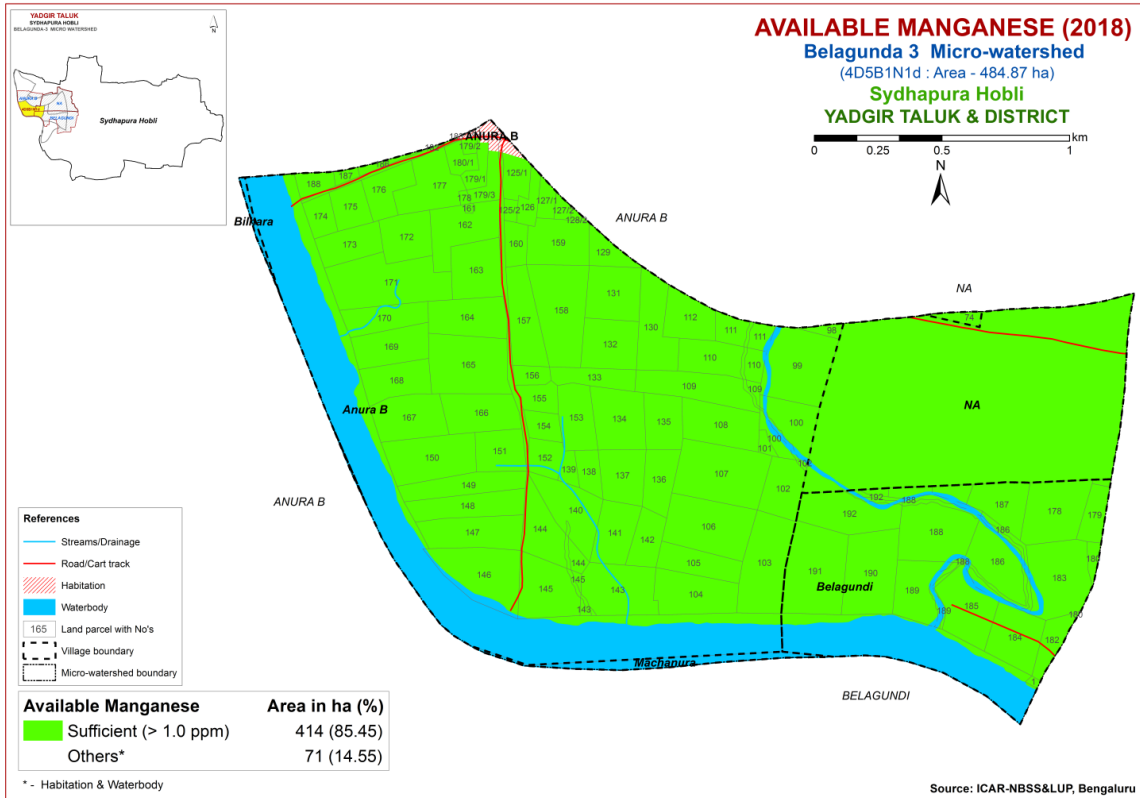 YADGIR TALUK
SYDHAPURA HOBLI
BELAGUNDA-3 MICRO WATERSHED
N
ANURA B
NA
BELAGUNDI
Sydhapura Hobli
AVAILABLE MANGANESE (2018)
Belagunda 3 Micro-watershed
(4D5B1N1d : Area - 484.87 ha)
Sydhapura Hobli
YADGIR TALUK & DISTRICT
km
0 0.25 0.5 1
N
ANURA B
179/2
180/1
125/1
188 187 176 177 179/1
178 179/3 127/1
174 175 161 125/2 126 127/2
128/2
ANURA B
Bilhara
162
173 172 160 159 129
163
NA
171 131
170 164 157 158 130 112 111 111 98 74
169 132 110 110 99
168 165 156 133 109 109
155
NA
Anura B 167 166 154 153 134 135 108 100 100
101
150 151 152 139 138 137 136 107 102
149
ANURA B
148 140 192 188 187 178 179
192
147 144 141 142 106 188 186
144 105 103 188 186 180
146 145 145 143 104 191 190 189 183
Belagundi
143 189 185 180
184 182
Machanura
1
BELAGUNDI
References
Streams/Drainage
Road/Cart track
Habitation
Waterbody
165 Land parcel with No's
Village boundary
Micro-watershed boundary
Available Manganese Area in ha (%)
Sufficient (> 1.0 ppm) 414 (85.45)
Others* 71 (14.55)
* - Habitation & Waterbody
Source: ICAR-NBSS&LUP, Bengaluru